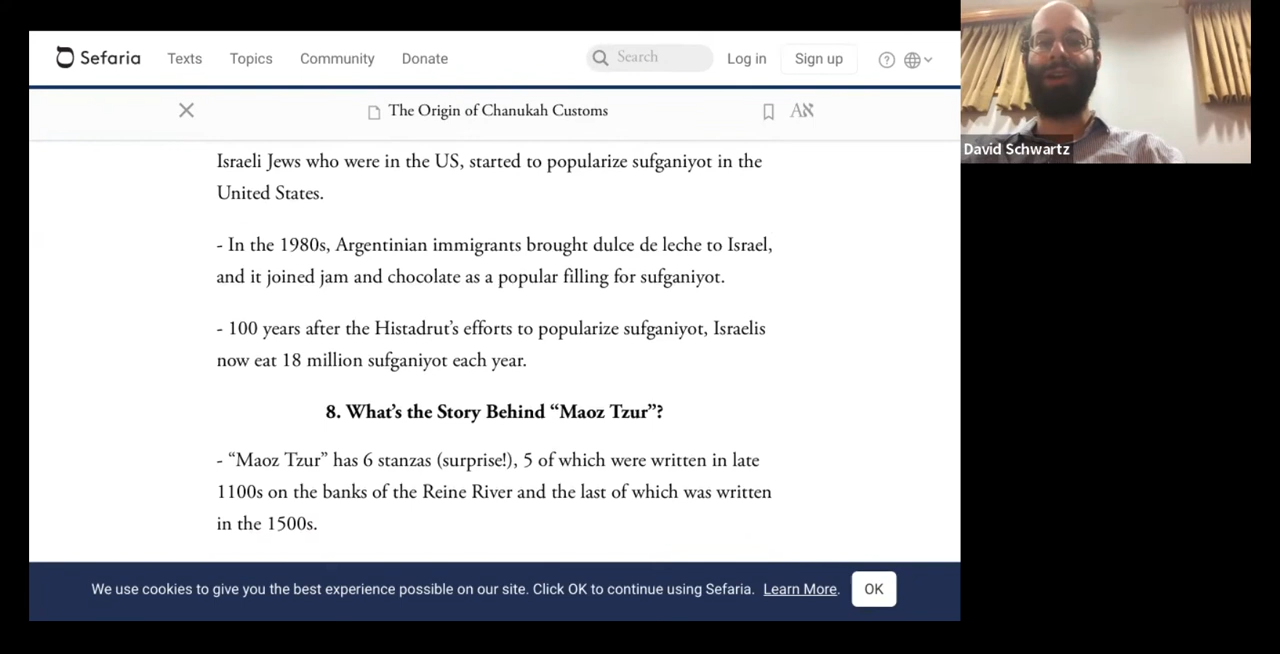 Sefaria Texts Topics Community Donate Search Log in Sign up
The Origin of Chanukah Customs Aא
David Schwartz
Israeli Jews who were in the US, started to popularize sufganiyot in the
United States.
- In the 1980s, Argentinian immigrants brought dulce de leche to Israel,
and it joined jam and chocolate as a popular filling for sufganiyot.
- 100 years after the Histadrut’s efforts to popularize sufganiyot, Israelis
now eat 18 million sufganiyot each year.
8. What’s the Story Behind “Maoz Tzur”?
- “Maoz Tzur” has 6 stanzas (surprise!), 5 of which were written in late
1100s on the banks of the Reine River and the last of which was written
in the 1500s.
We use cookies to give you the best experience possible on our site. Click OK to continue using Sefaria. Learn More. OK